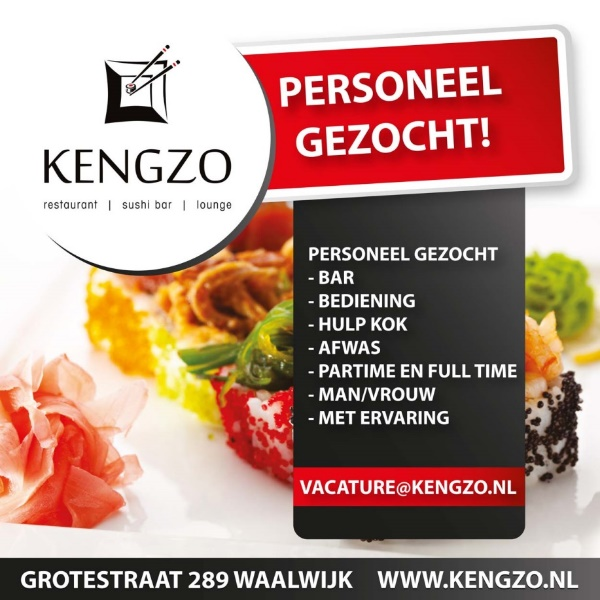 KENGZO
restaurant | sushi bar | lounge
PERSONEEL
GEZOCHT!
PERSONEEL GEZOCHT
- BAR
- BEDIENING
- HULP KOK
- AFWAS
- PARTIME EN FULL TIME
- MAN/VROUW
- MET ERVARING
VACATURE@KENGZO.NL
GROTESTRAAT 289 WAALWIJK WWW.KENGZO.NL